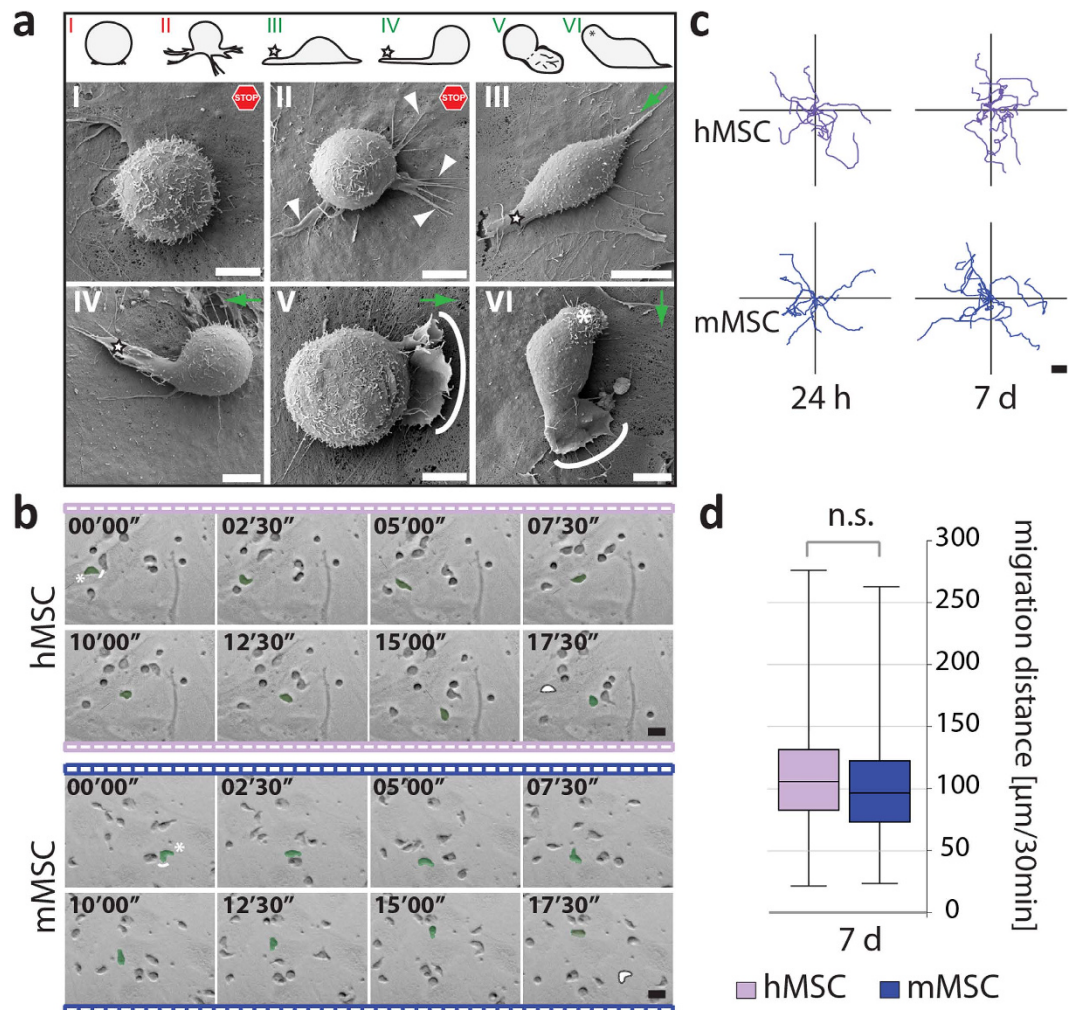 a
I II III IV V VI
I STOP II STOP III
IV V VI
b
hMSC
00'00" 02'30" 05'00" 07'30"
10'00" 12'30" 15'00" 17'30"
mMSC
00'00" 02'30" 05'00" 07'30"
10'00" 12'30" 15'00" 17'30"
c
hMSC
mMSC
24 h 7 d
d
n.s.
300
250
200
150
100
50
0
migration distance [µm/30min]
7 d
hMSC mMSC